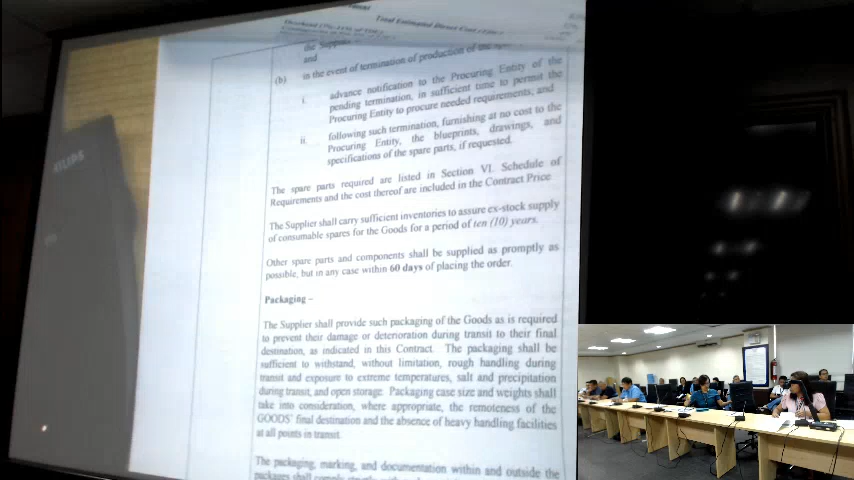 Total Estimated Direct Cost
the Supplier
and
(b) in the event of termination of production of the
i. advance notification to the Procuring Entity of the
pending termination, in sufficient time to permit the
Procuring Entity to procure needed requirements; and
ii. following such termination, furnishing at no cost to the
Procuring Entity, the blueprints, drawings, and
specifications of the spare parts, if requested.
The spare parts required are listed in Section VI. Schedule of
Requirements and the cost thereof are included in the Contract Price
The Supplier shall carry sufficient inventories to assure ex-stock supply
of consumable spares for the Goods for a period of ten (10) years.
Other spare parts and components shall be supplied as promptly as
possible, but in any case within 60 days of placing the order.
Packaging –
The Supplier shall provide such packaging of the Goods as is required
to prevent their damage or deterioration during transit to their final
destination, as indicated in this Contract. The packaging shall be
sufficient to withstand, without limitation, rough handling during
transit and exposure to extreme temperatures, salt and precipitation
during transit, and open storage. Packaging case size and weights shall
take into consideration, where appropriate, the remoteness of the
GOODS' final destination and the absence of heavy handling facilities
at all points in transit.
The packaging, marking, and documentation within and outside the
packages shall comply strictly with